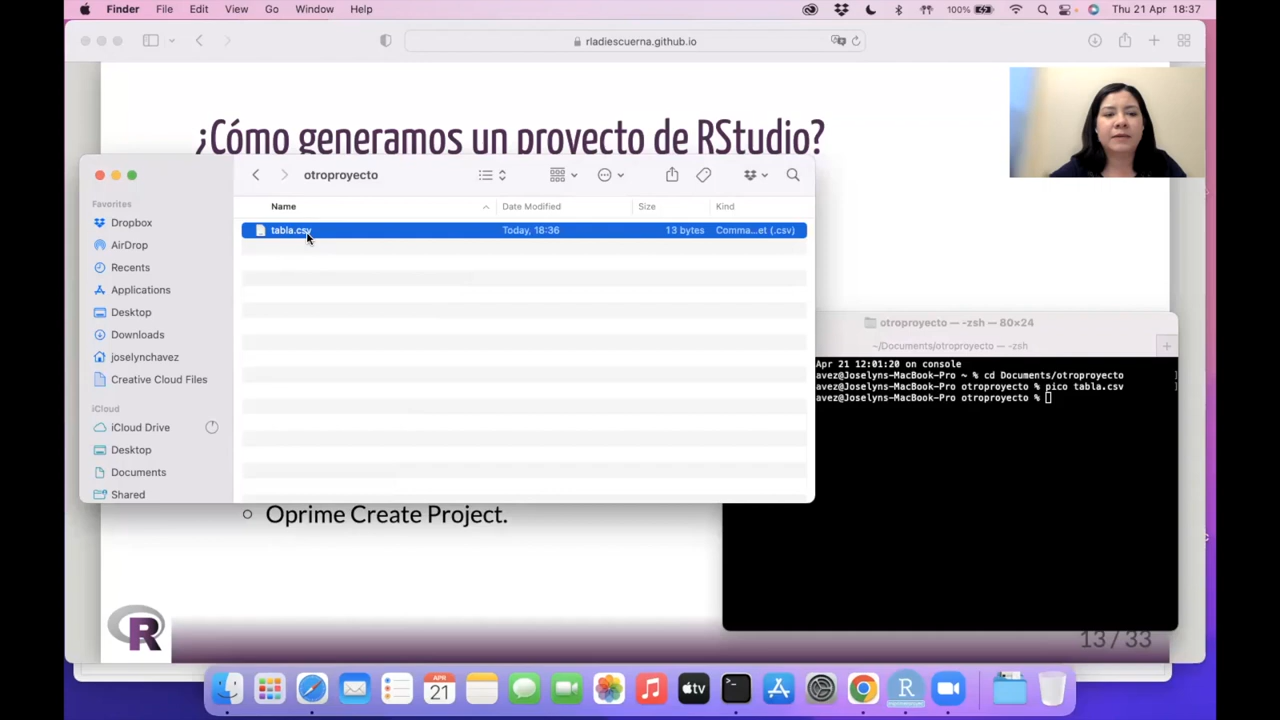 Finder File Edit View Go Window Help 100% Thu 21 Apr 18:37
rladiescuerna.github.io
¿Cómo generamos un proyecto de RStudio?
otroproyecto
Favorites
Dropbox
AirDrop
Recents
Applications
Desktop
Downloads
joselynchavez
Creative Cloud Files
iCloud
iCloud Drive
Desktop
Documents
Shared
Name Date Modified Size Kind
tabla.csv Today, 18:36 13 bytes Comma...et (.csv)
otroproyecto — -zsh — 80×24
~/Documents/otroproyecto — -zsh
Apr 21 12:01:20 on console
avez@Joselyns-MacBook-Pro ~ % cd Documents/otroproyecto
avez@Joselyns-MacBook-Pro otroproyecto % pico tabla.csv
avez@Joselyns-MacBook-Pro otroproyecto %
Oprime Create Project.
R
13 / 33
APR
21
tv
R